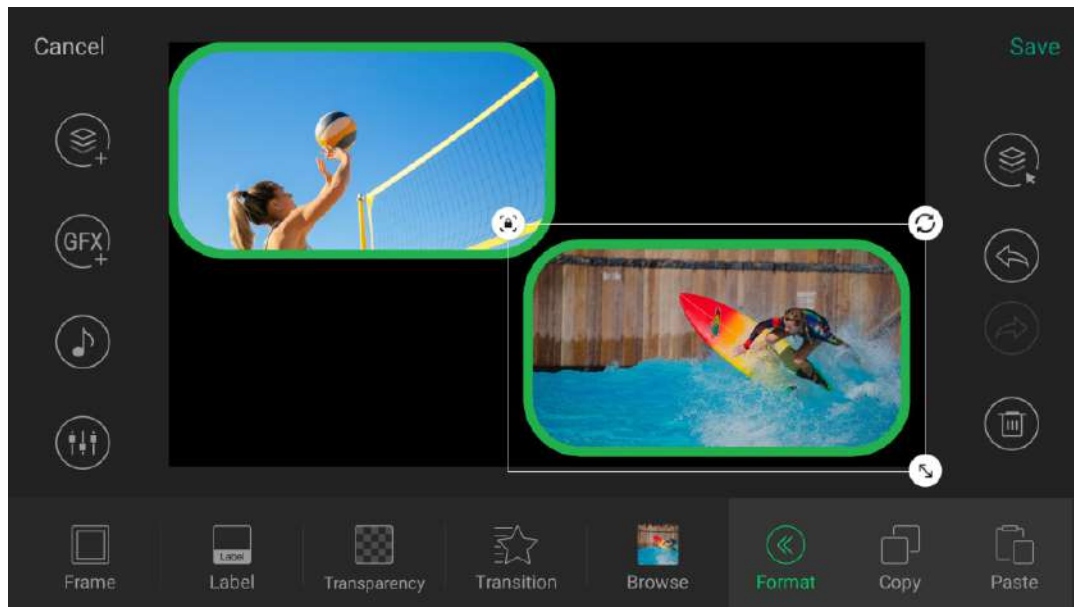 Cancel
Save
GFX
Label
Frame
Label
Transparency
Transition
Browse
Format
Copy
Paste